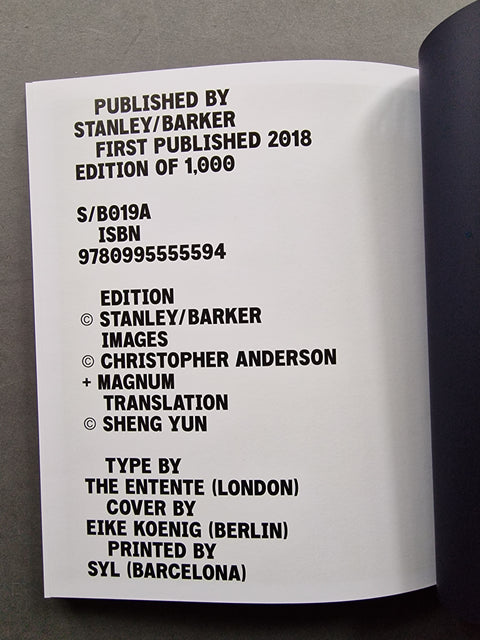 PUBLISHED BY
STANLEY/BARKER
FIRST PUBLISHED 2018
EDITION OF 1,000
S/B019A
ISBN
9780995555594
EDITION
© STANLEY/BARKER
IMAGES
© CHRISTOPHER ANDERSON
+ MAGNUM
TRANSLATION
© SHENG YUN
TYPE BY
THE ENTENTE (LONDON)
COVER BY
EIKE KOENIG (BERLIN)
PRINTED BY
SYL (BARCELONA)